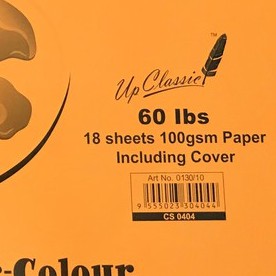 Up Classic™
60 lbs
18 sheets 100gsm Paper
Including Cover
Art No. 0130/10
9 555023 304044
CS 0404
-Colour